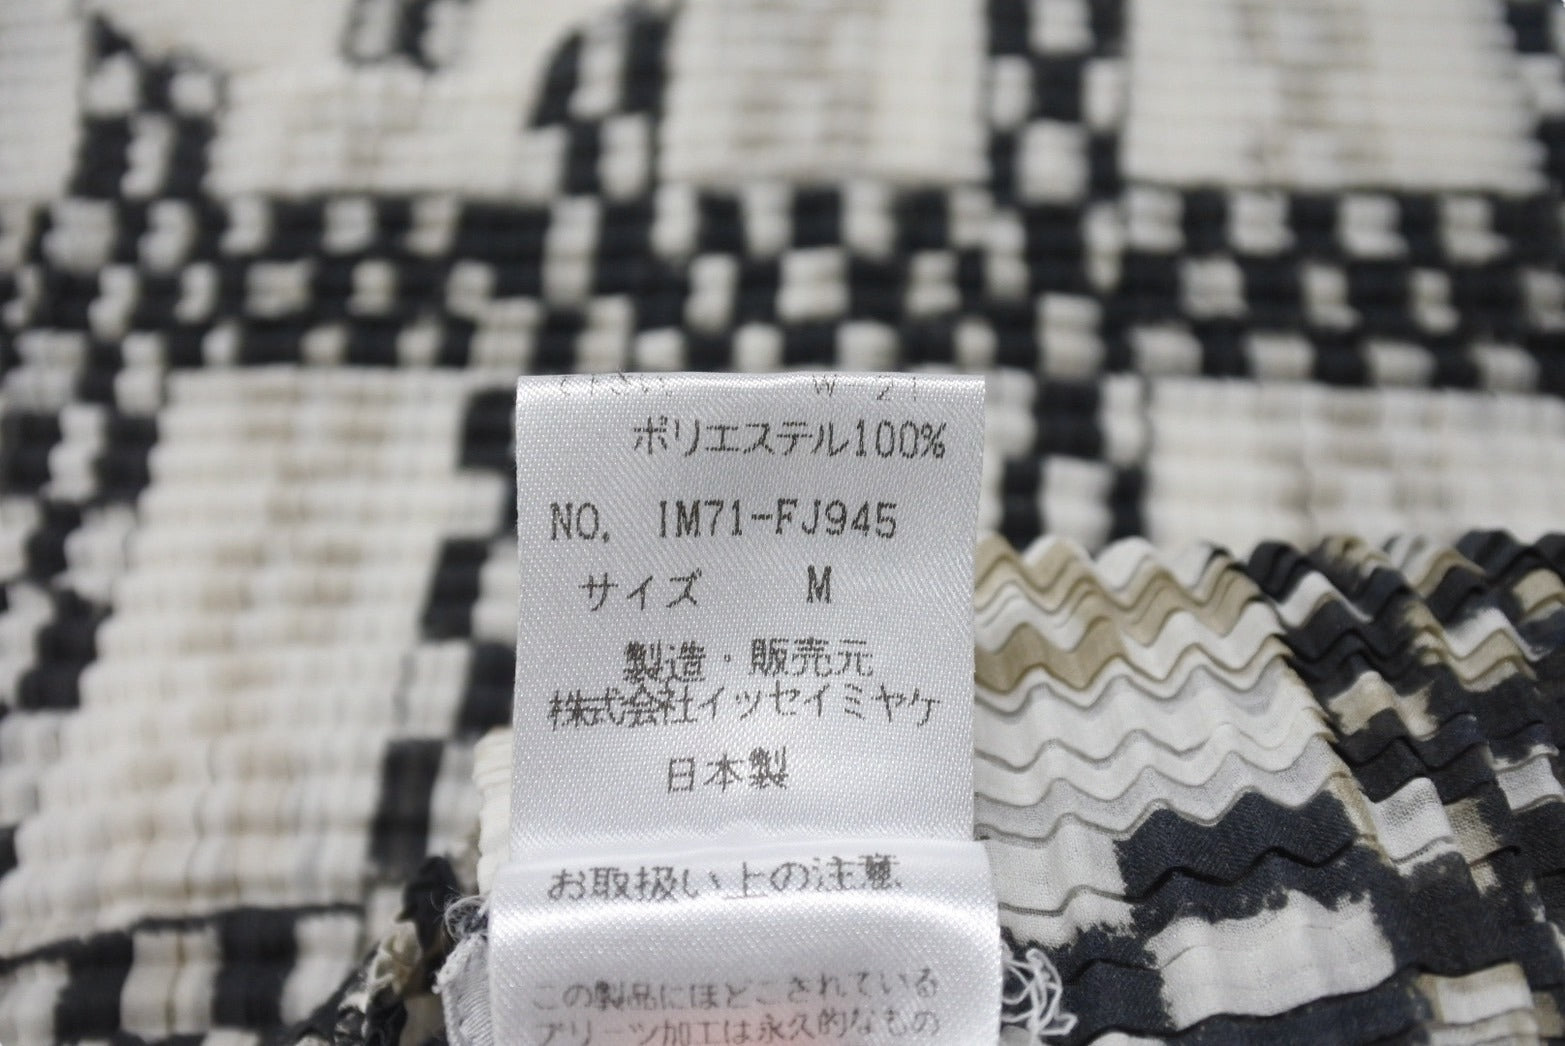 ポリエステル100%
NO. IM71-FJ945
サイズ M
製造・販売元
株式会社イッセイミヤケ
日本製
お取扱い上の注意
この製品にほどこされている
プリーツ加工は永久的なもの